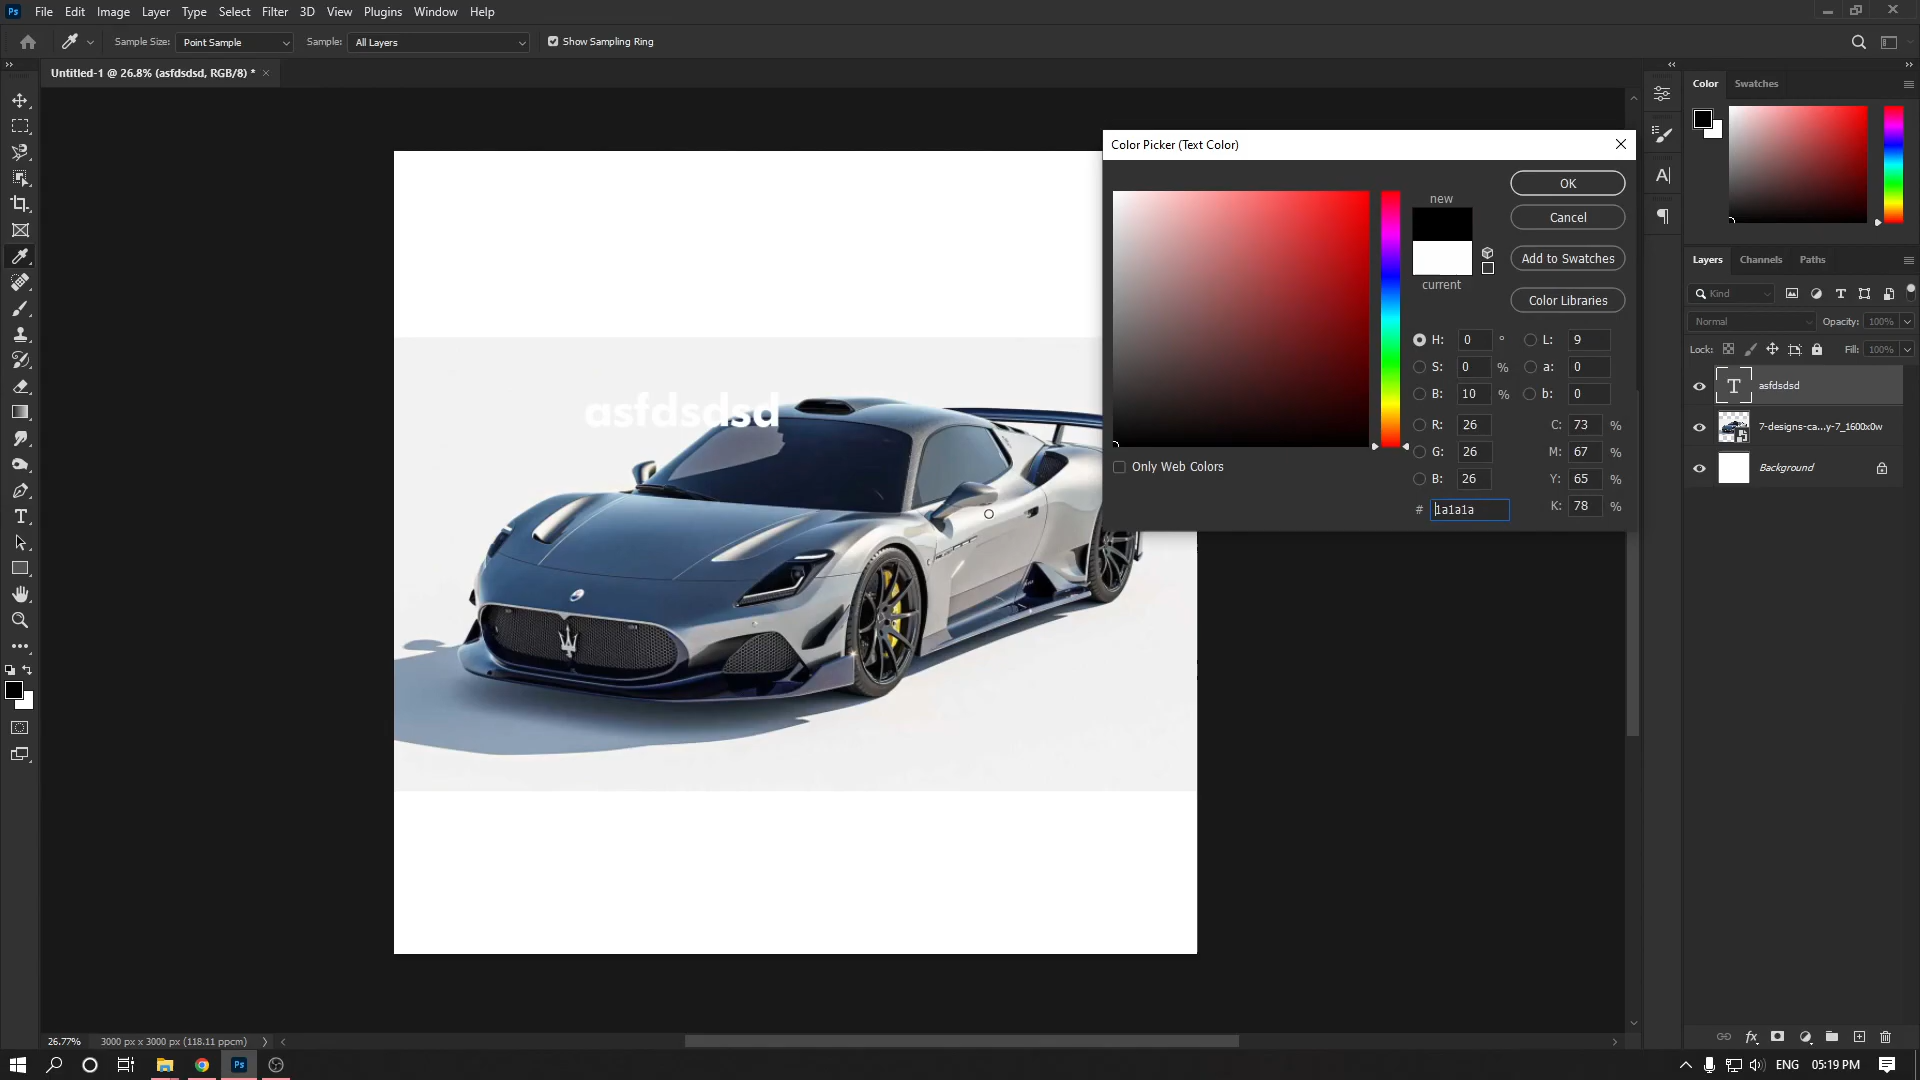 Ps File Edit Image Layer Type Select Filter 3D View Plugins Window Help
Sample Size: Point Sample Sample: All Layers Show Sampling Ring
Untitled-1 @ 26.8% (asfdsdsd, RGB/8) *
Color Swatches
Color Picker (Text Color)
new
current
OK
Cancel
Add to Swatches
Color Libraries
H: 0 ° L: 9
S: 0 % a: 0
B: 10 % b: 0
R: 26 C: 73 %
G: 26 M: 67 %
B: 26 Y: 65 %
# 1a1a1a K: 78 %
Only Web Colors
asfdsdsd
Layers Channels Paths
Kind
Normal Opacity: 100%
Lock: Fill: 100%
asfdsdsd
7-designs-ca...y-7_1600x0w
Background
26.77% 3000 px x 3000 px (118.11 ppcm)
Ps ENG 05:19 PM